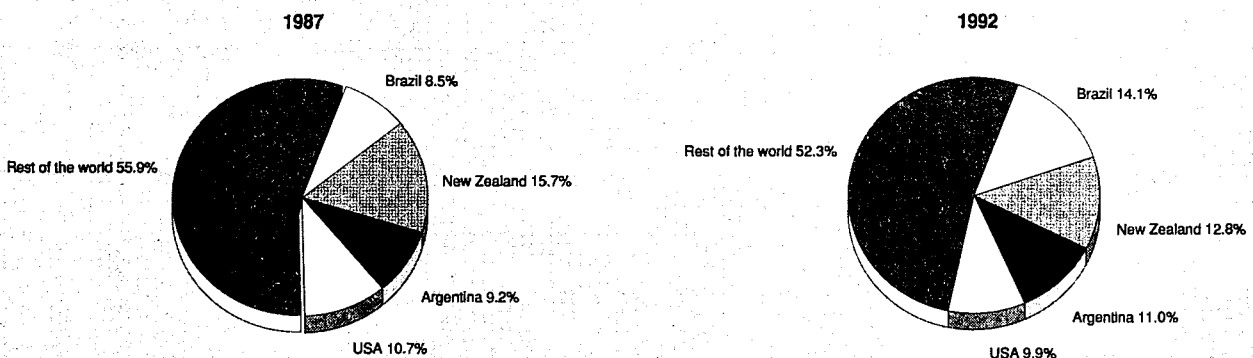 1987
Brazil 8.5%
Rest of the world 55.9%
New Zealand 15.7%
Argentina 9.2%
USA 10.7%
1992
Brazil 14.1%
Rest of the world 52.3%
New Zealand 12.8%
Argentina 11.0%
USA 9.9%